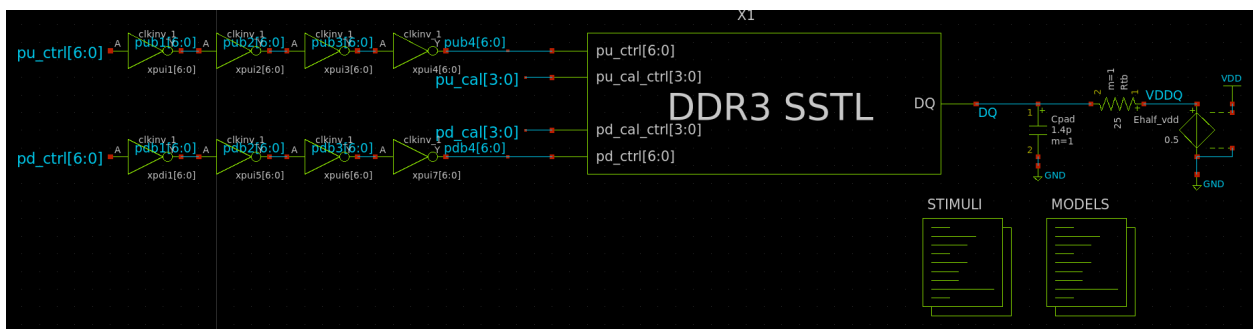 X1
pu_ctrl[6:0]
A
clkinv_1
Y
xpui1[6:0]
pub1[6:0]
A
clkinv_1
Y
xpui2[6:0]
pub2[6:0]
A
clkinv_1
Y
xpui3[6:0]
pub3[6:0]
A
clkinv_1
Y
xpui4[6:0]
pub4[6:0]
pu_cal[3:0]
pd_ctrl[6:0]
A
clkinv_1
Y
xpdi1[6:0]
pdb1[6:0]
A
clkinv_1
Y
xpui5[6:0]
pdb2[6:0]
A
clkinv_1
Y
xpui6[6:0]
pdb3[6:0]
A
clkinv_1
Y
xpui7[6:0]
pdb4[6:0]
pd_cal[3:0]
pu_ctrl[6:0]
pu_cal_ctrl[3:0]
DDR3 SSTL
pd_cal_ctrl[3:0]
pd_ctrl[6:0]
DQ
DQ
1
Cpad
1.4p
m=1
2
GND
2
m=1
Rtb
1
25
VDDQ
VDD
Ehalf_vdd
0.5
GND
STIMULI
MODELS